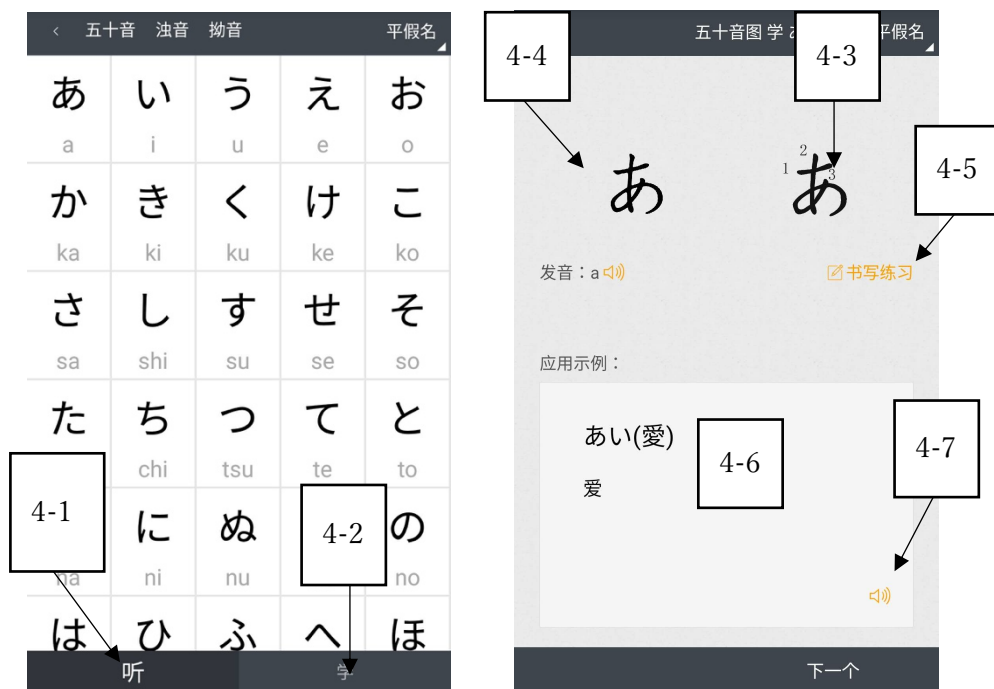 < 五十音 浊音 拗音 平假名
あ い う え お
a i u e o
か き く け こ
ka ki ku ke ko
さ し す せ そ
sa shi su se so
た ち つ て と
chi tsu te to
4-1 に ぬ 4-2 の
na ni nu no
は ひ ふ へ ほ
听 学
五十音图 学 平假名
4-4 4-3
4-5
あ 1 2 3 あ
发音：a 书写练习
应用示例：
あい(愛)
爱
4-6 4-7
下一个